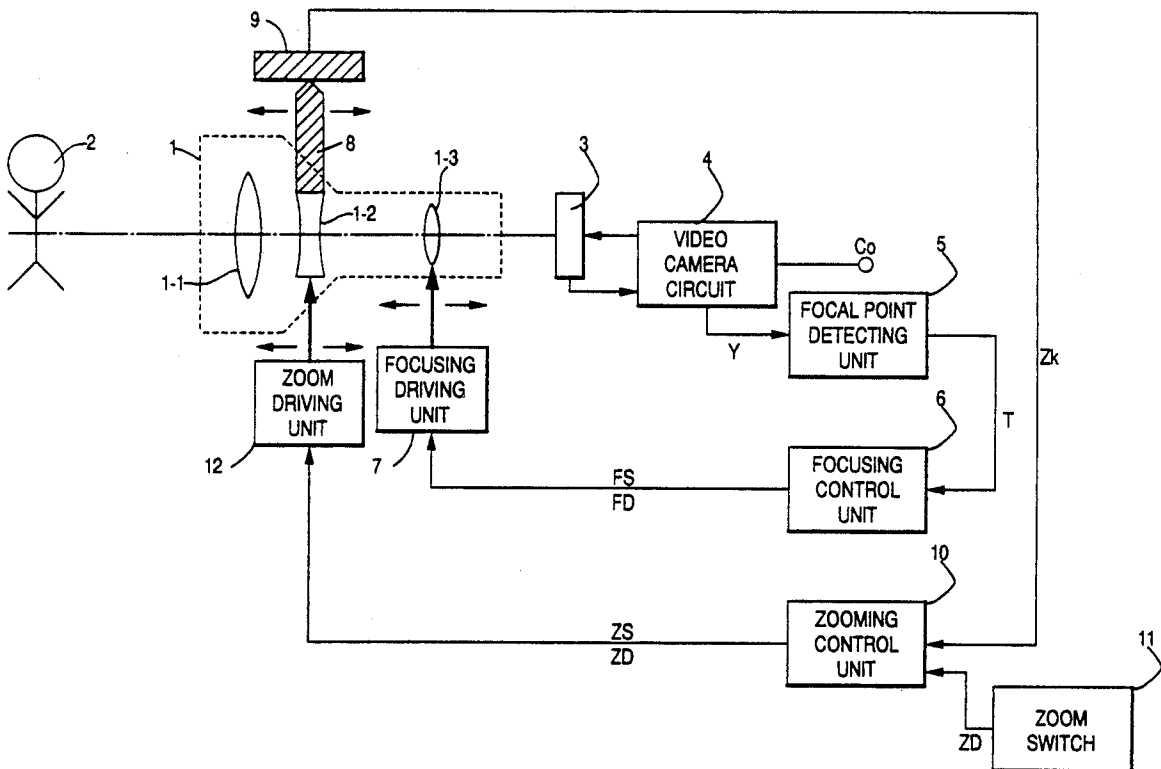 9
2
1
8
1-3
3
4
1-2
1-1
VIDEO
CAMERA
CIRCUIT
Co
5
FOCAL POINT
DETECTING
UNIT
Y
Zk
T
ZOOM
DRIVING
UNIT
12
FOCUSING
DRIVING
UNIT
7
6
FOCUSING
CONTROL
UNIT
FS
FD
10
ZOOMING
CONTROL
UNIT
ZS
ZD
11
ZOOM
SWITCH
ZD